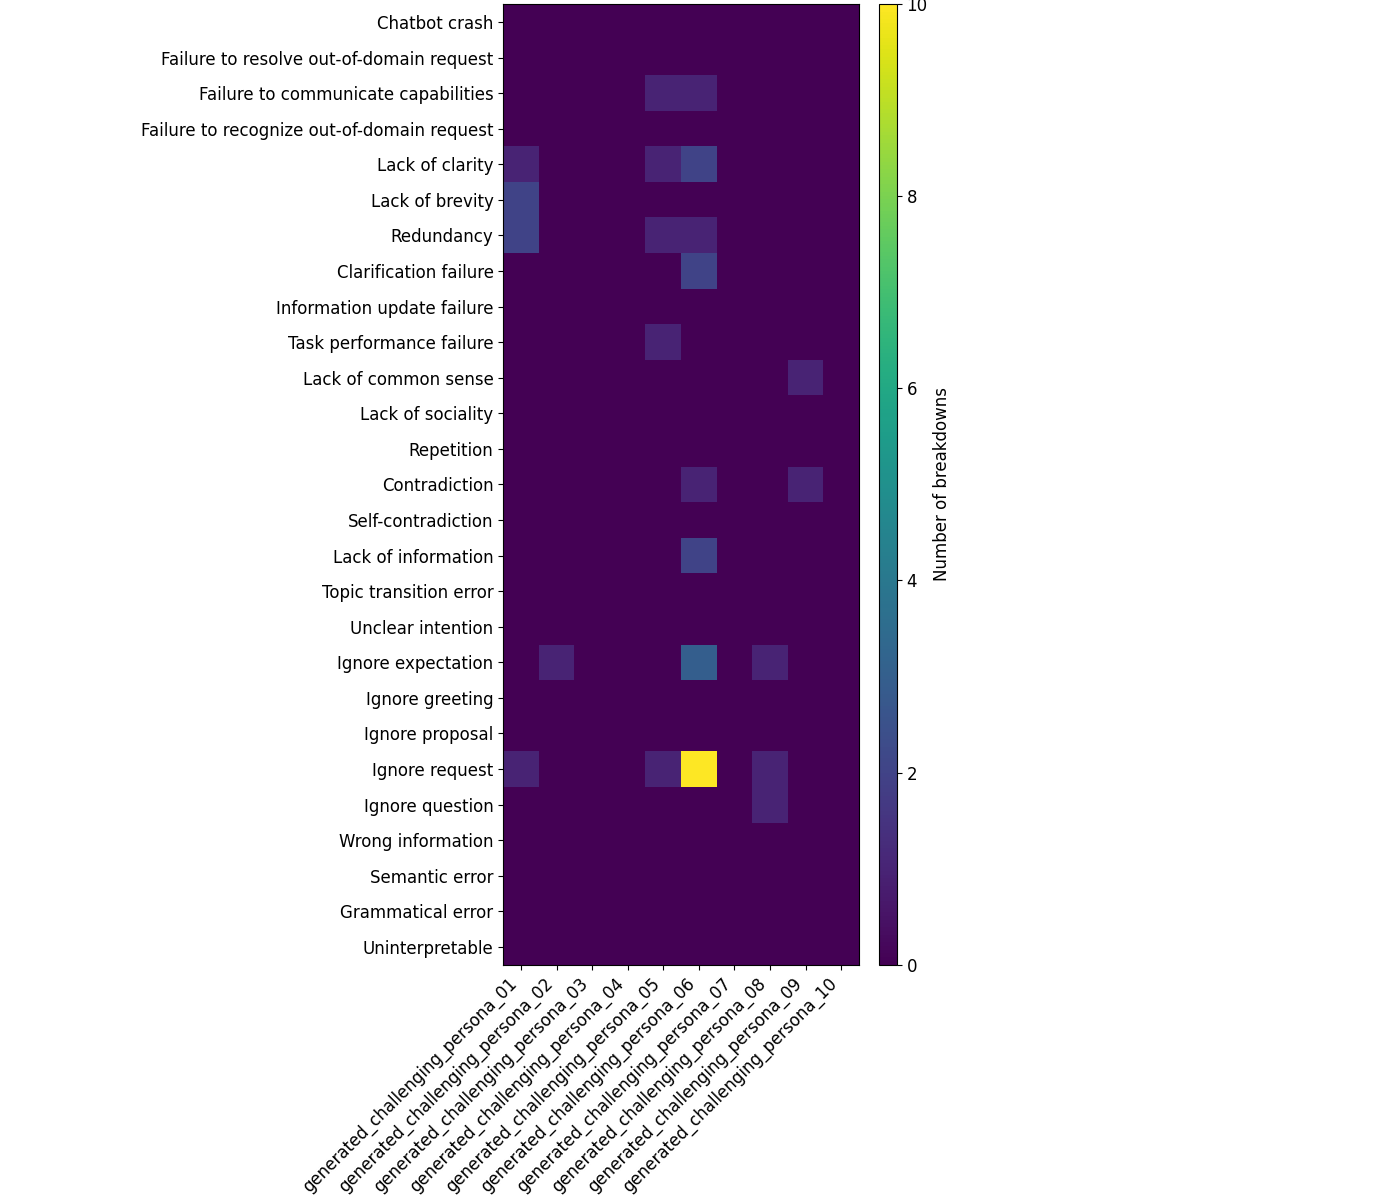 Chatbot crash
Failure to resolve out-of-domain request
Failure to communicate capabilities
Failure to recognize out-of-domain request
Lack of clarity
Lack of brevity
Redundancy
Clarification failure
Information update failure
Task performance failure
Lack of common sense
Lack of sociality
Repetition
Contradiction
Self-contradiction
Lack of information
Topic transition error
Unclear intention
Ignore expectation
Ignore greeting
Ignore proposal
Ignore request
Ignore question
Wrong information
Semantic error
Grammatical error
Uninterpretable
generated_challenging_persona_01
generated_challenging_persona_02
generated_challenging_persona_03
generated_challenging_persona_04
generated_challenging_persona_05
generated_challenging_persona_06
generated_challenging_persona_07
generated_challenging_persona_08
generated_challenging_persona_09
generated_challenging_persona_10
10
8
6
4
2
0
Number of breakdowns